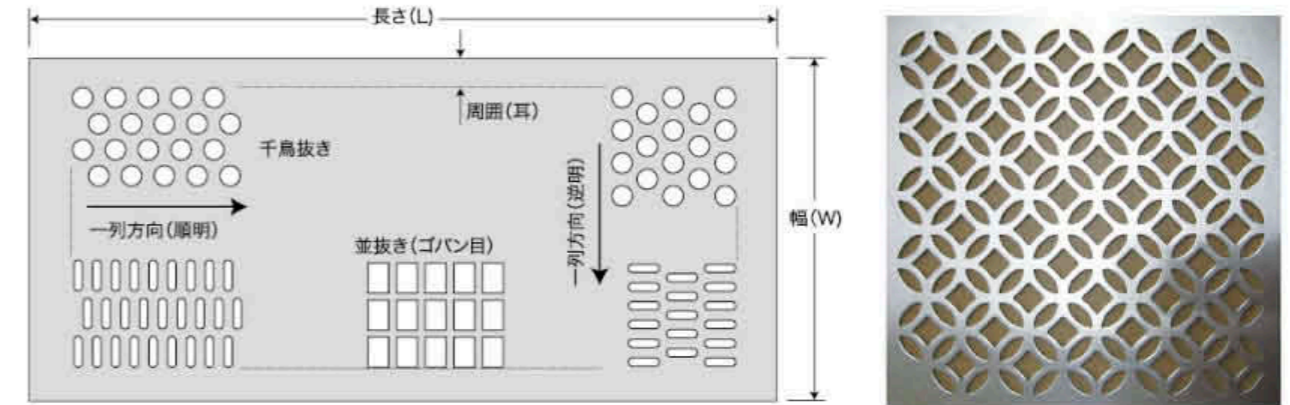 長さ(L)
周囲(耳)
千鳥抜き
一列方向(順明)
並抜き(ゴバン目)
一列方向(逆明)
幅(W)